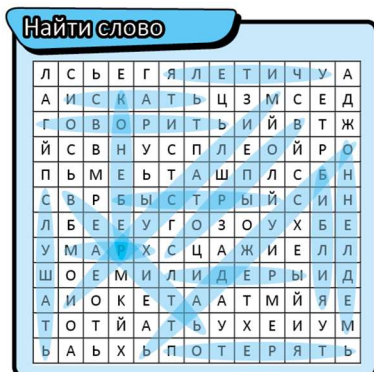 Найти слово
Л С Ь Е Г Я Л Е Т И Ч У А
А И С К А Т Ь Ц З М С Е Д
Г О В О Р И Т Ь И Й В Т Ж
Й С В Н У С П Л Е О Й Р О
П Ь М Е Ь Т А Ш П Л С Б Н
С В Р Б Ы С Т Р Ы Й С И Н
Л Б Е Е У Г О З О У Х Б Е
У М А Р Х С Ц А Ж И Е Л Л
Ш О Е М И Л И Д Е Р Ы И Д
А И О К Е Т А А Т М Й Я Е
Т О Т Й А Т Ь У Х Е И У М
Ь А Ь Х Ь П О Т Е Р Я Т Ь